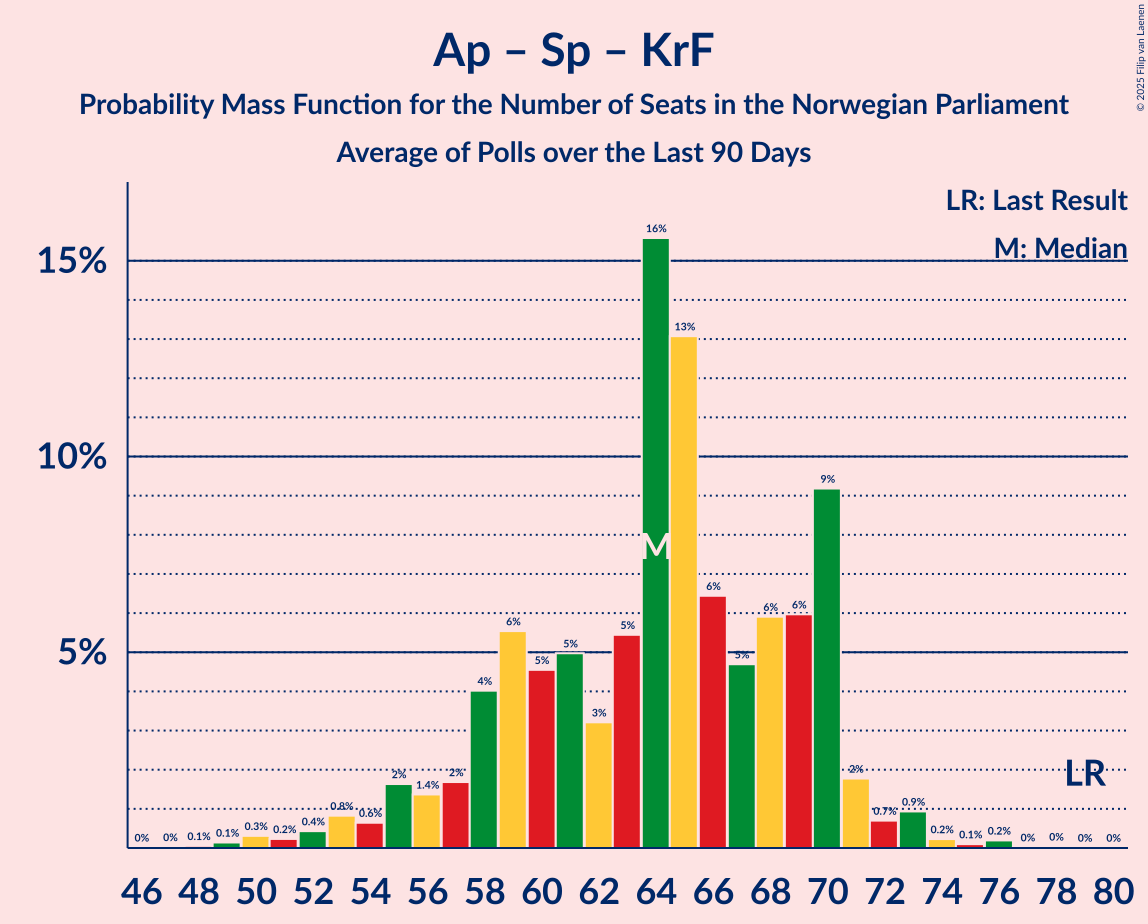 Ap – Sp – KrF
Probability Mass Function for the Number of Seats in the Norwegian Parliament
Average of Polls over the Last 90 Days
© 2025 Filip van Laenen
LR: Last Result
M: Median
15%
10%
5%
0% 0% 0.1% 0.1% 0.3% 0.2% 0.4% 0.8% 0.6% 2% 1.4% 2% 4% 6% 5% 5% 3% 5% 16% 13% 6% 5% 6% 6% 9% 2% 0.7% 0.9% 0.2% 0.1% 0.2% 0% 0% 0% 0%
M
LR
46 48 50 52 54 56 58 60 62 64 66 68 70 72 74 76 78 80